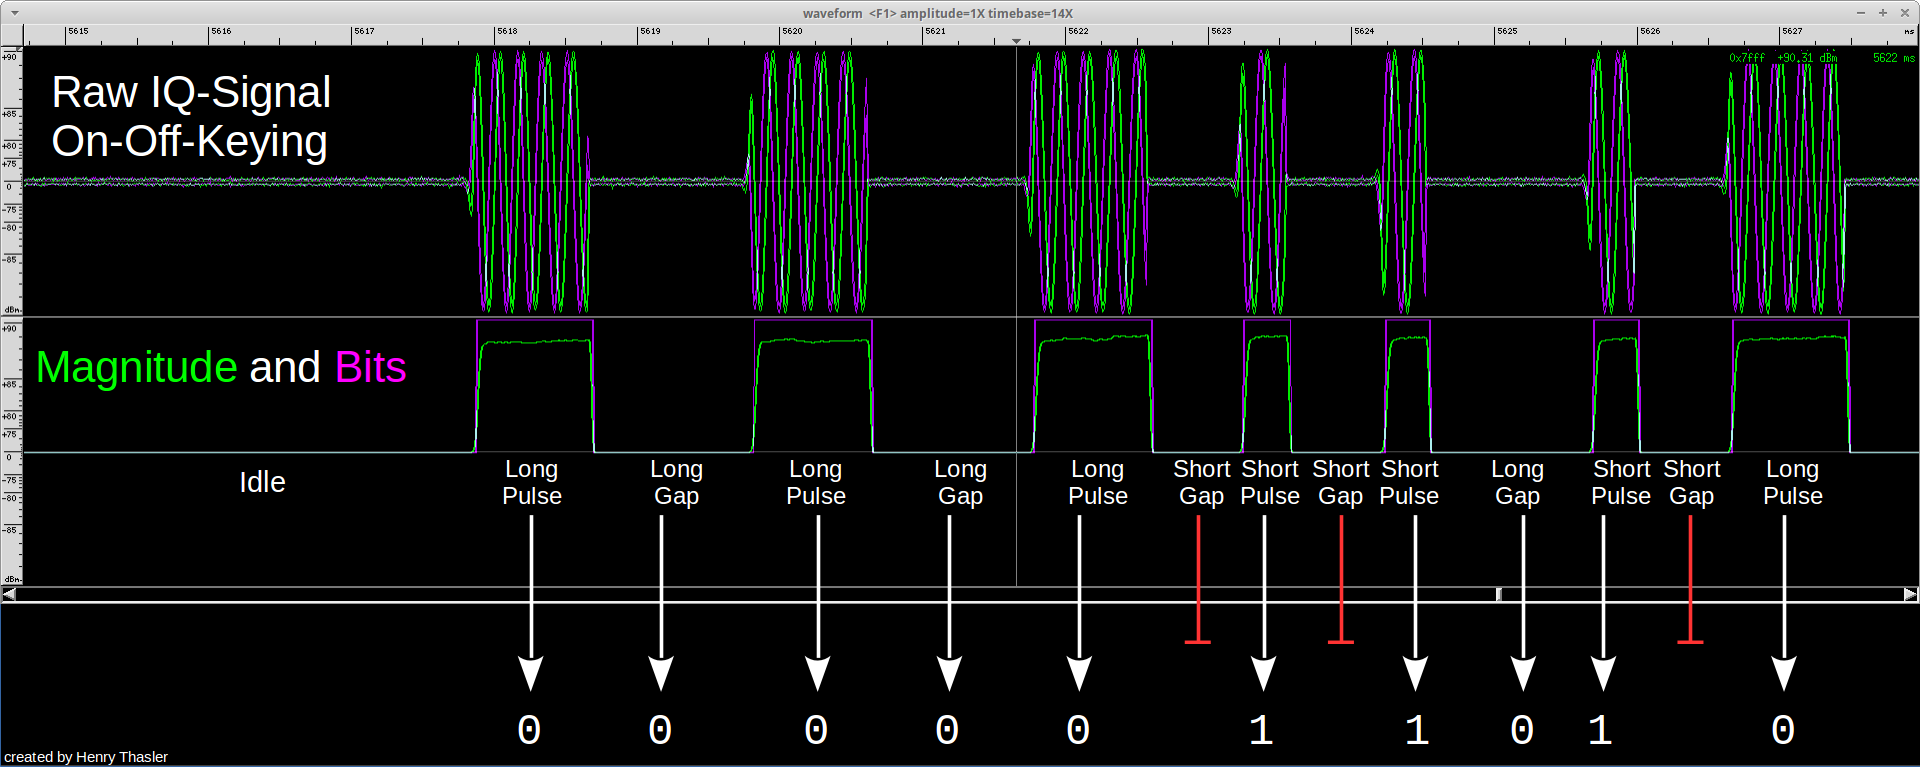 waveform <F1> amplitude=1X timebase=14X
5615 5616 5617 5618 5619 5620 5621 5622 5623 5624 5625 5626 5627 ms
+90
0x7fff +90.31 dBm 5622 ms
Raw IQ-Signal
On-Off-Keying
+85
+80
+75
0
-75
-80
-85
dBm
+90
Magnitude and Bits
+85
+80
+75
0
-75
-80
-85
dBm
Idle
Long Pulse
Long Gap
Long Pulse
Long Gap
Long Pulse
Short Gap
Short Pulse
Short Gap
Short Pulse
Long Gap
Short Pulse
Short Gap
Long Pulse
0 0 0 0 0 1 1 0 1 0
created by Henry Thasler